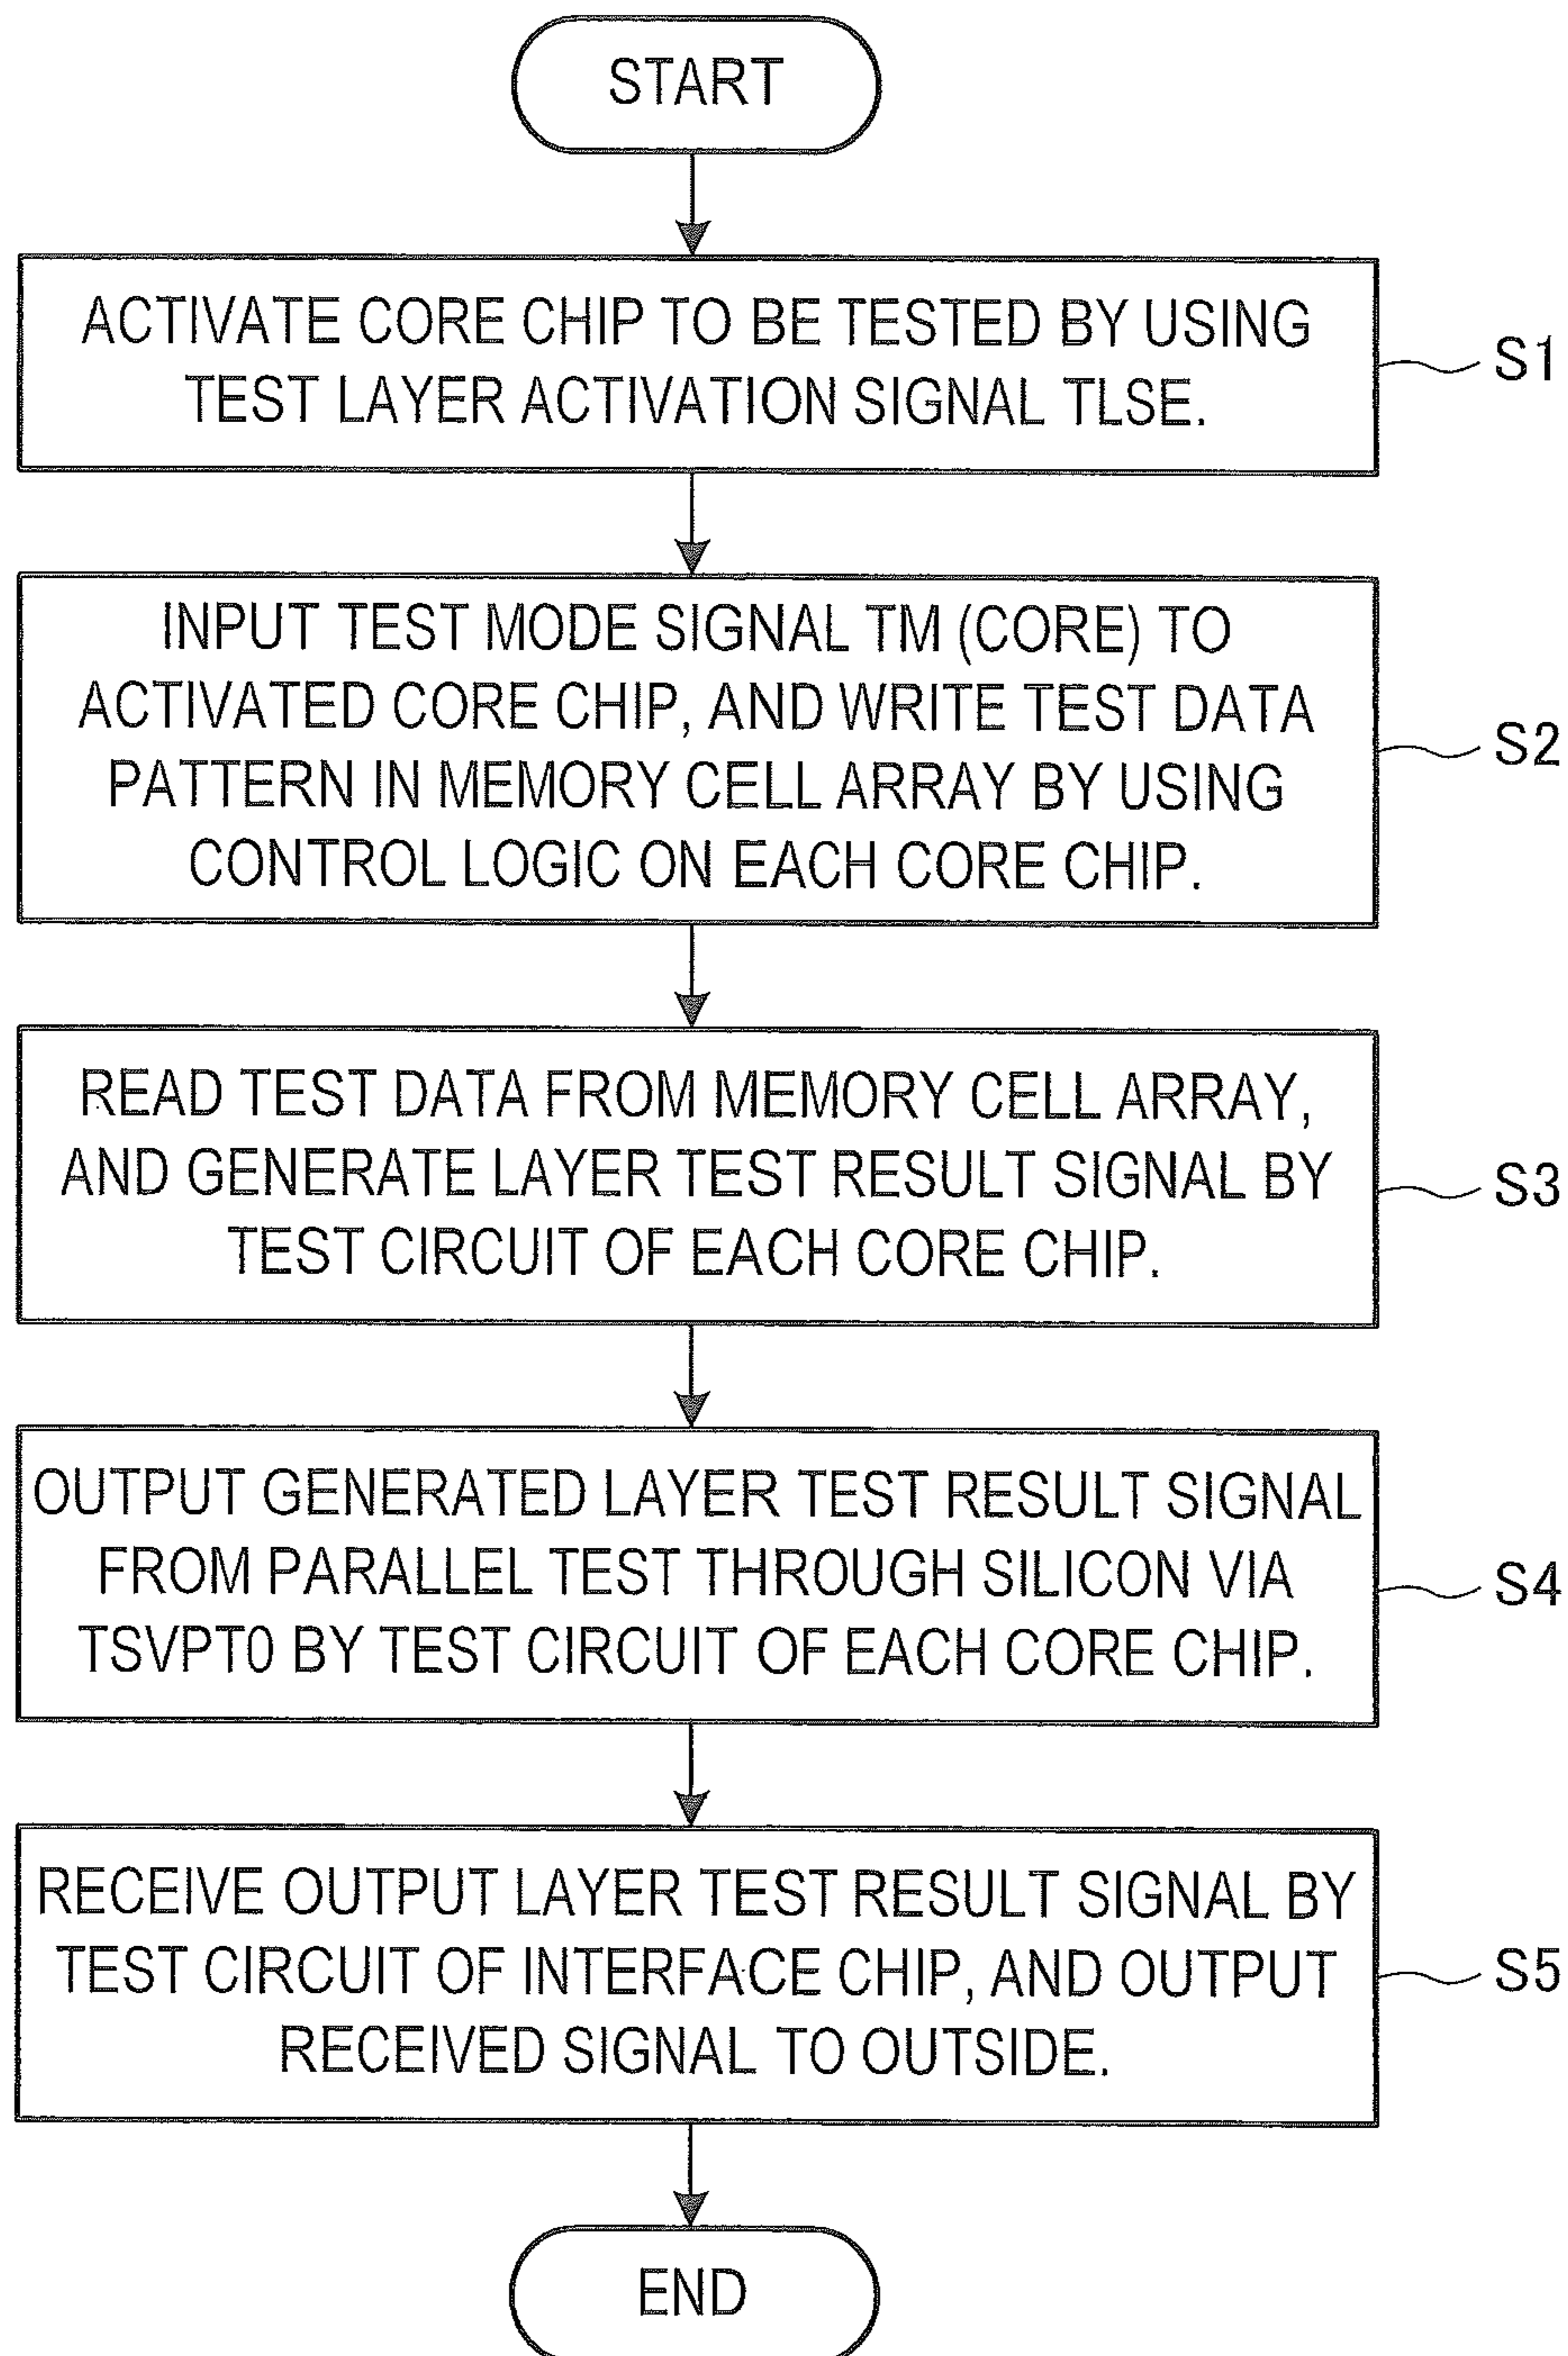 START
ACTIVATE CORE CHIP TO BE TESTED BY USING
TEST LAYER ACTIVATION SIGNAL TLSE.
S1
INPUT TEST MODE SIGNAL TM (CORE) TO
ACTIVATED CORE CHIP, AND WRITE TEST DATA
PATTERN IN MEMORY CELL ARRAY BY USING
CONTROL LOGIC ON EACH CORE CHIP.
S2
READ TEST DATA FROM MEMORY CELL ARRAY,
AND GENERATE LAYER TEST RESULT SIGNAL BY
TEST CIRCUIT OF EACH CORE CHIP.
S3
OUTPUT GENERATED LAYER TEST RESULT SIGNAL
FROM PARALLEL TEST THROUGH SILICON VIA
TSVPT0 BY TEST CIRCUIT OF EACH CORE CHIP.
S4
RECEIVE OUTPUT LAYER TEST RESULT SIGNAL BY
TEST CIRCUIT OF INTERFACE CHIP, AND OUTPUT
RECEIVED SIGNAL TO OUTSIDE.
S5
END